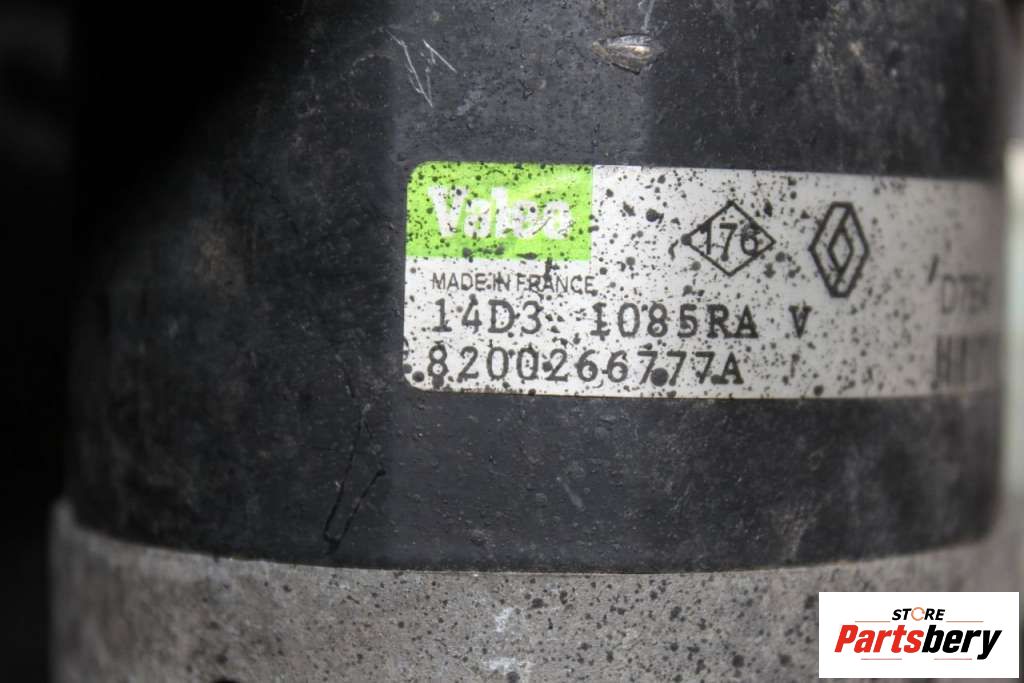 Valeo
176
MADE IN FRANCE
14D3 1085RA V
8200266777A
STORE
Partsbery